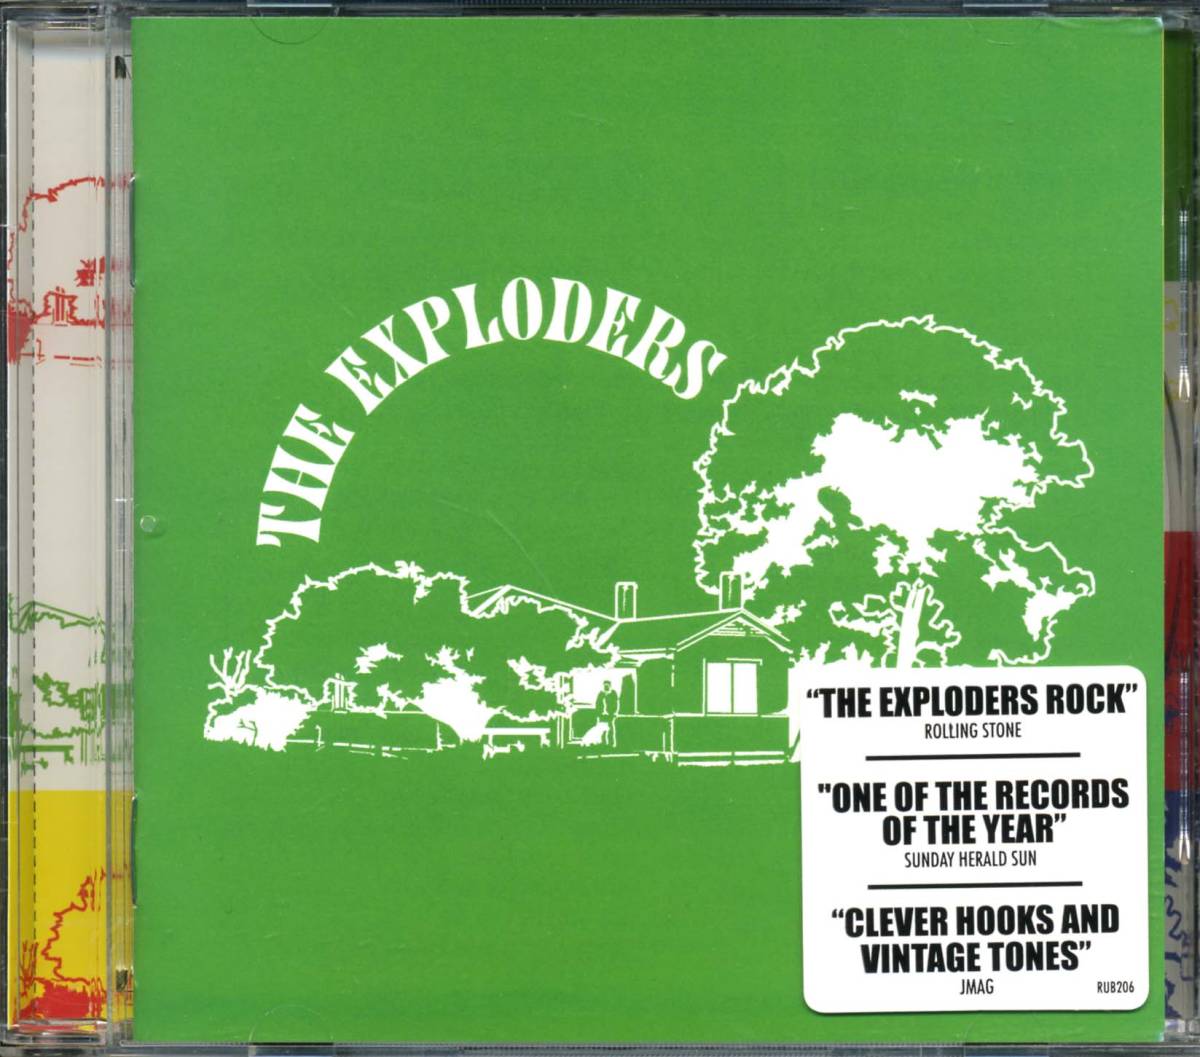 THE EXPLODERS
“THE EXPLODERS ROCK”
ROLLING STONE
"ONE OF THE RECORDS
OF THE YEAR”
SUNDAY HERALD SUN
“CLEVER HOOKS AND
VINTAGE TONES”
JMAG
RUB206